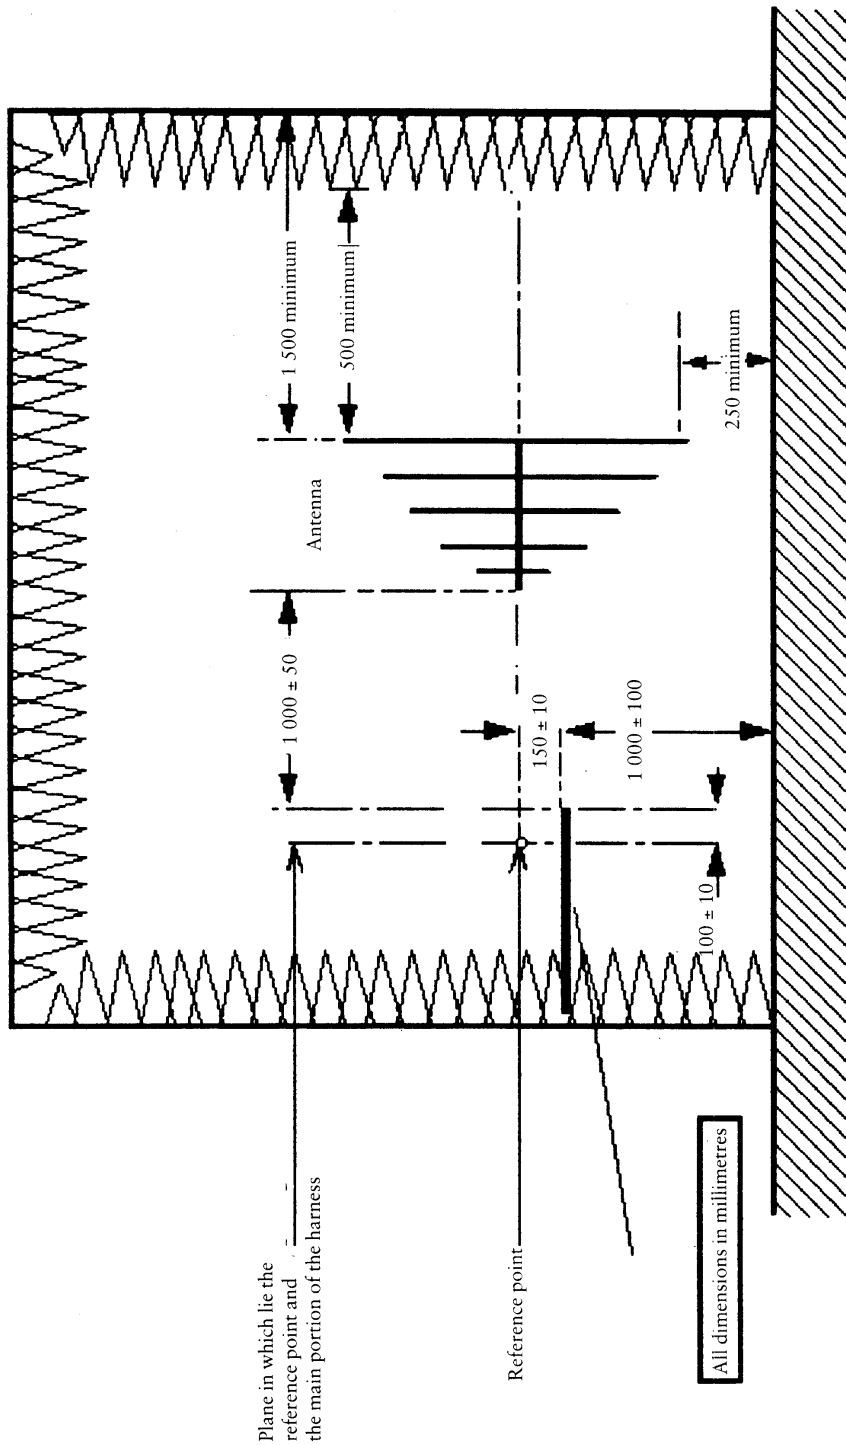 1 500 minimum
500 minimum
Antenna
250 minimum
1 000 ± 50
150 ± 10
1 000 ± 100
100 ± 10
Plane in which lie the
reference point and
the main portion of the harness
Reference point
All dimensions in millimetres